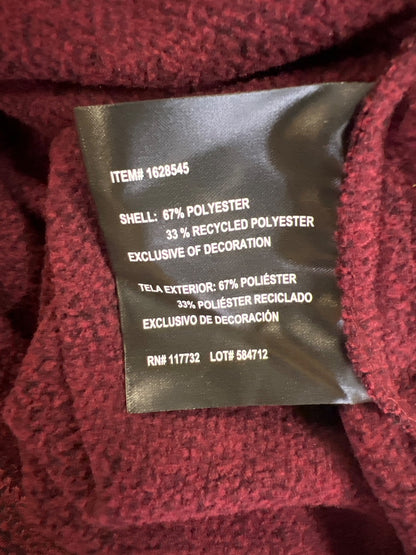 ITEM# 1628545
SHELL: 67% POLYESTER
33 % RECYCLED POLYESTER
EXCLUSIVE OF DECORATION
TELA EXTERIOR: 67% POLIÉSTER
33% POLIÉSTER RECICLADO
EXCLUSIVO DE DECORACIÓN
RN# 117732 LOT# 584712